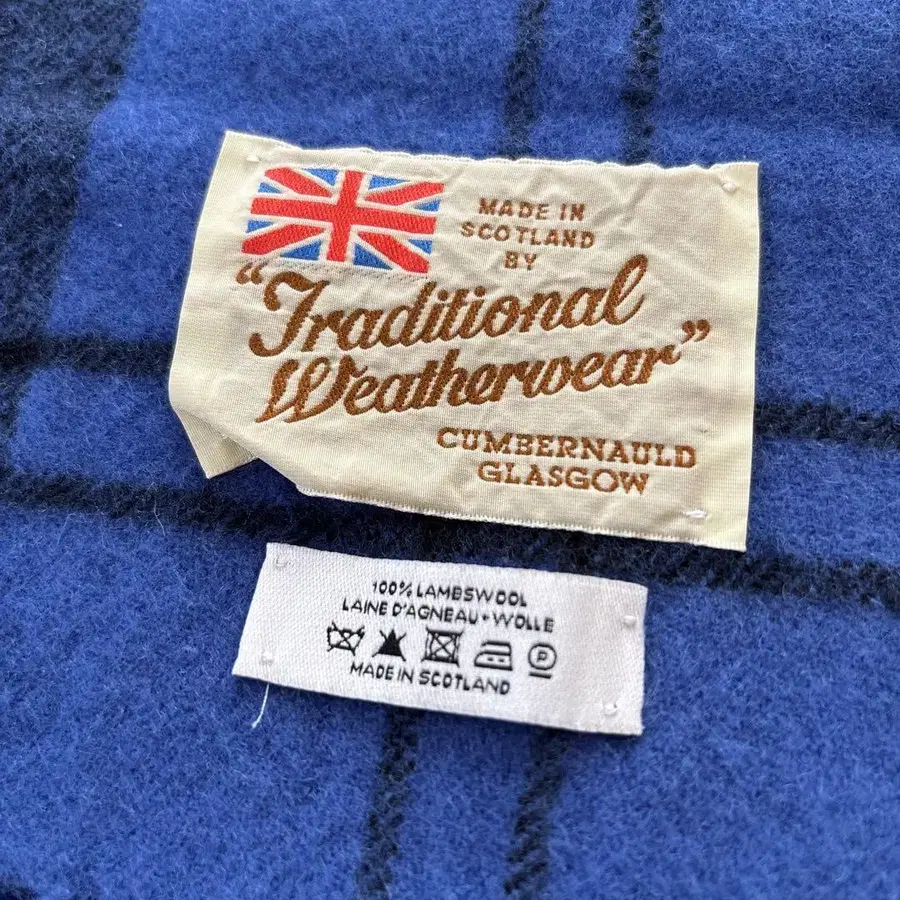 MADE IN
SCOTLAND
BY
"Traditional
Weatherwear"
CUMBERNAULD
GLASGOW
100% LAMBSWOOL
LAINE D'AGNEAU • WOLLE
P
MADE IN SCOTLAND